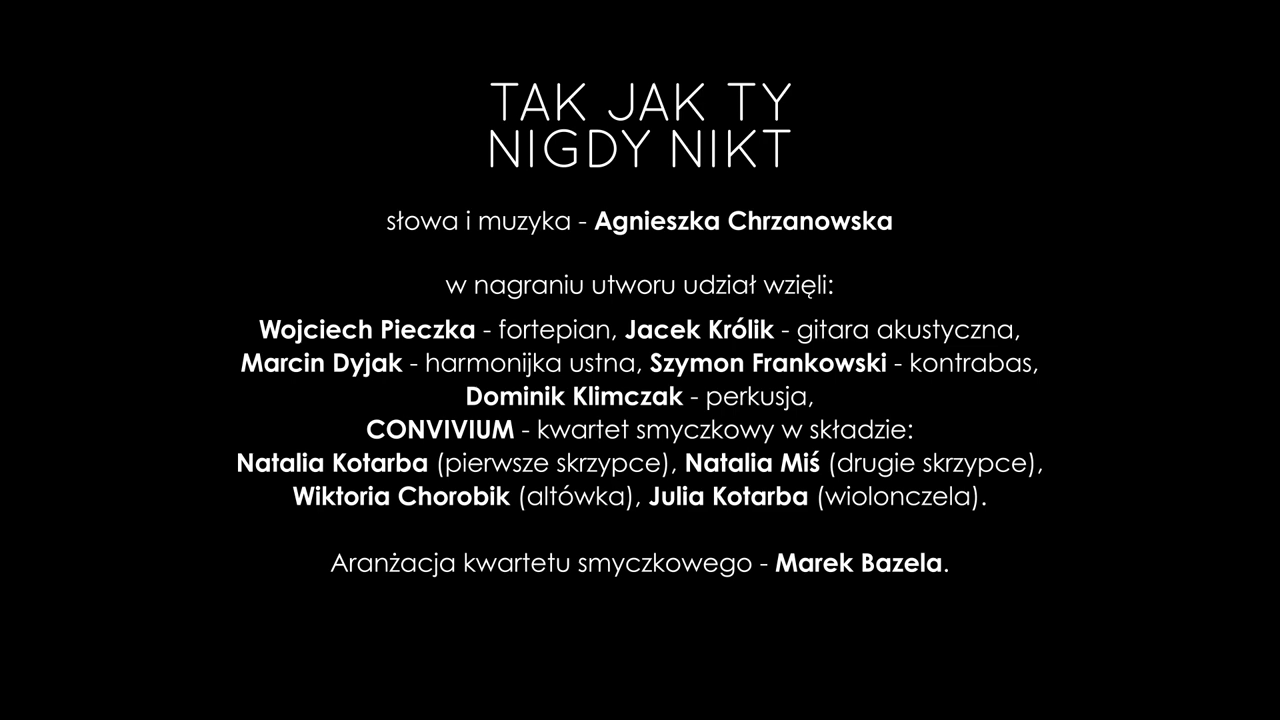 TAK JAK TY
NIGDY NIKT
słowa i muzyka - Agnieszka Chrzanowska
w nagraniu utworu udział wzięli:
Wojciech Pieczka - fortepian, Jacek Królik - gitara akustyczna,
Marcin Dyjak - harmonijka ustna, Szymon Frankowski - kontrabas,
Dominik Klimczak - perkusja,
CONVIVIUM - kwartet smyczkowy w składzie:
Natalia Kotarba (pierwsze skrzypce), Natalia Miś (drugie skrzypce),
Wiktoria Chorobik (altówka), Julia Kotarba (wiolonczela).
Aranżacja kwartetu smyczkowego - Marek Bazela.